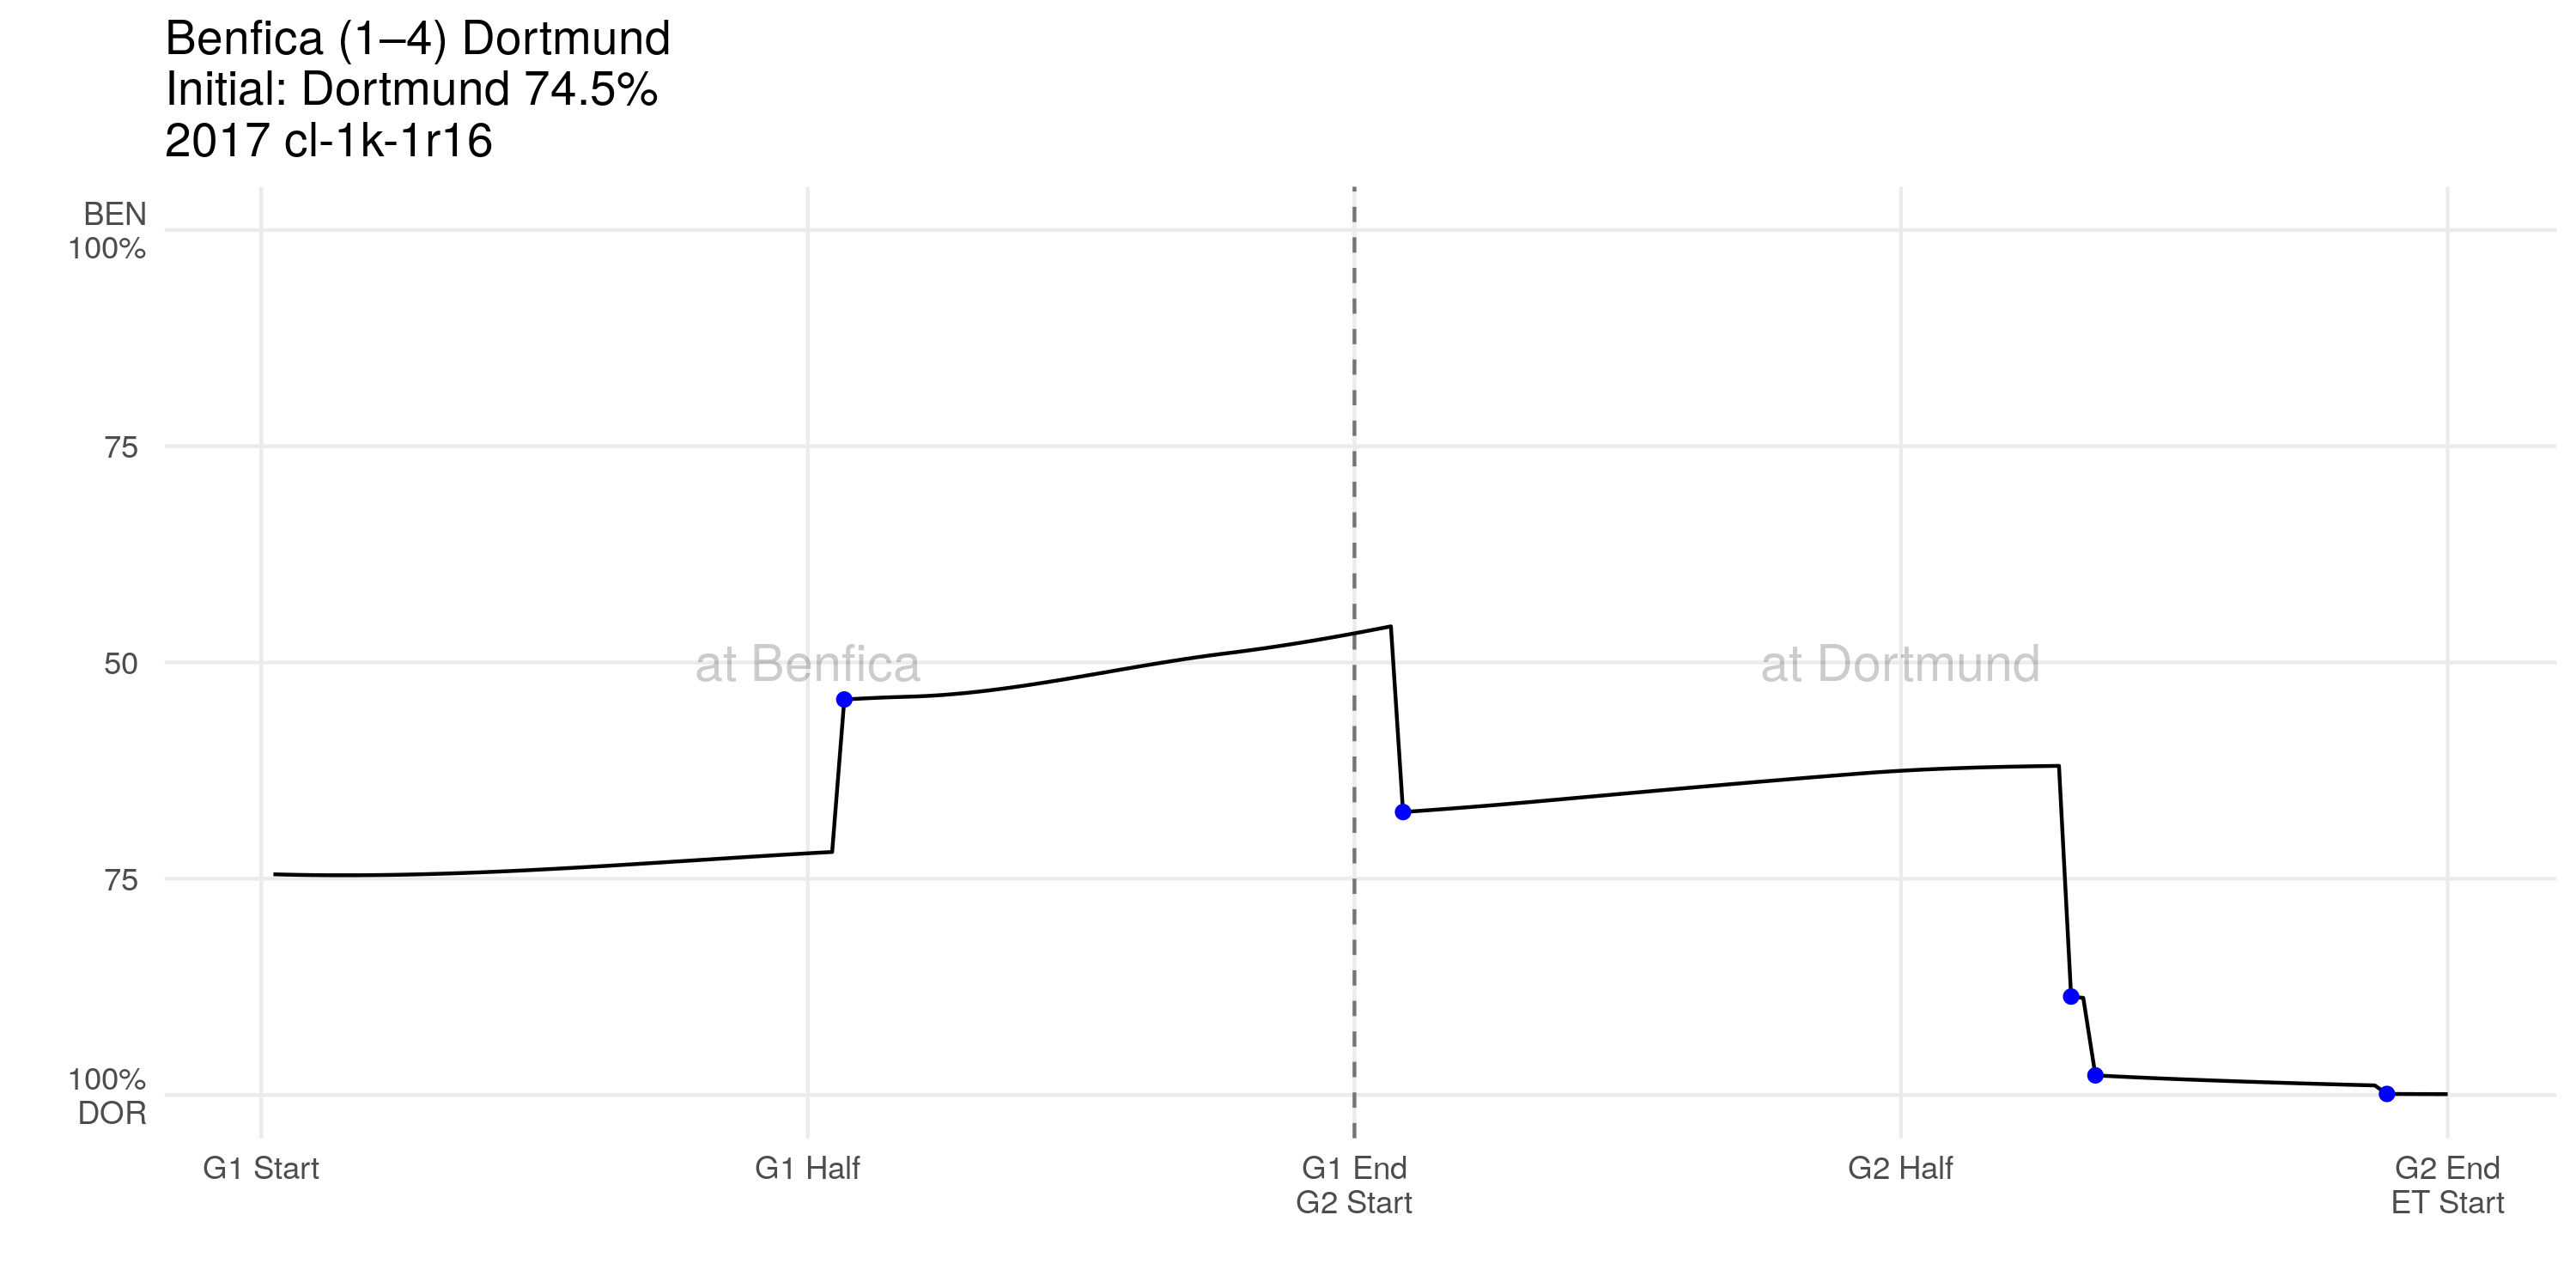 Benfica (1–4) Dortmund
Initial: Dortmund 74.5%
2017 cl-1k-1r16
BEN
100%
75
50
75
100%
DOR
at Benfica
at Dortmund
G1 Start
G1 Half
G1 End
G2 Start
G2 Half
G2 End
ET Start